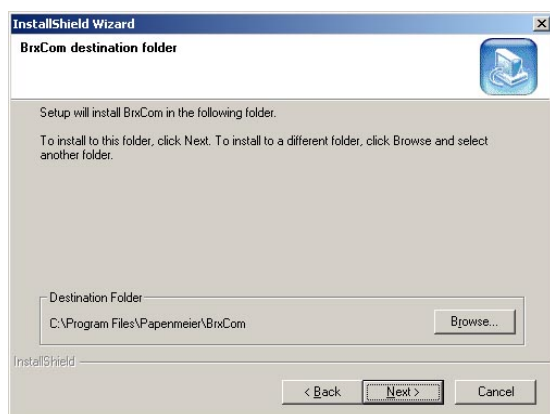 InstallShield Wizard
BrxCom destination folder
Setup will install BrxCom in the following folder.
To install to this folder, click Next. To install to a different folder, click Browse and select
another folder.
Destination Folder
C:\Program Files\Papenmeier\BrxCom
Browse...
InstallShield
< Back
Next >
Cancel